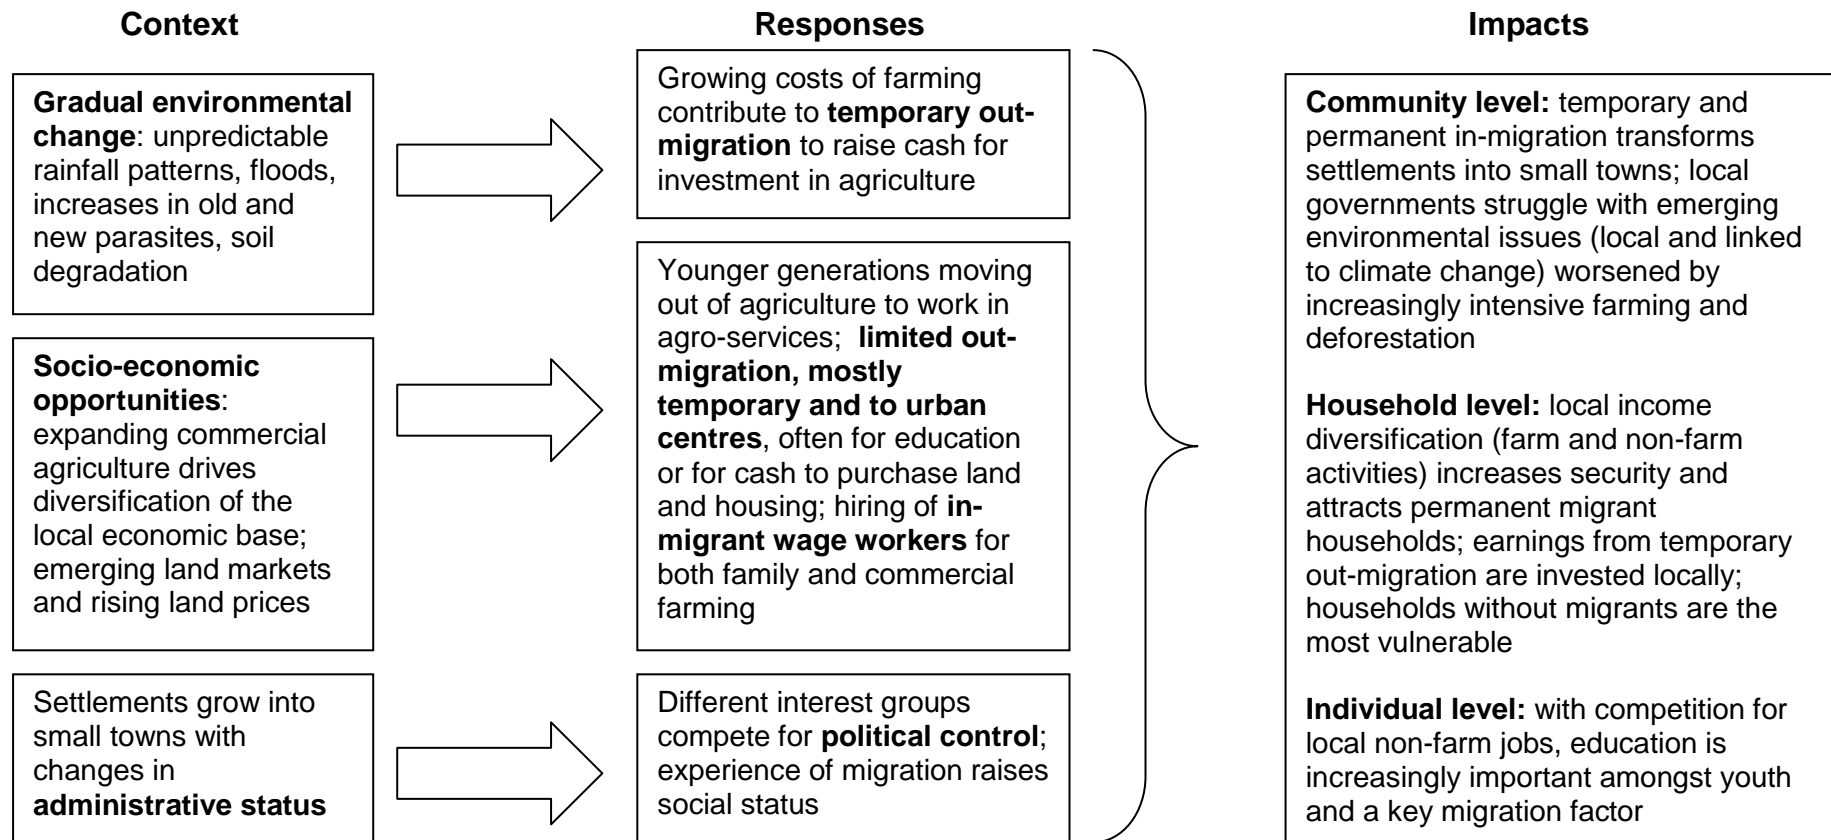 Context
Responses
Impacts
Gradual environmental
change: unpredictable
rainfall patterns, floods,
increases in old and
new parasites, soil
degradation
Socio-economic
opportunities:
expanding commercial
agriculture drives
diversification of the
local economic base;
emerging land markets
and rising land prices
Settlements grow into
small towns with
changes in
administrative status
Growing costs of farming
contribute to temporary out-
migration to raise cash for
investment in agriculture
Younger generations moving
out of agriculture to work in
agro-services;  limited out-
migration, mostly
temporary and to urban
centres, often for education
or for cash to purchase land
and housing; hiring of in-
migrant wage workers for
both family and commercial
farming
Different interest groups
compete for political control;
experience of migration raises
social status
Community level: temporary and
permanent in-migration transforms
settlements into small towns; local
governments struggle with emerging
environmental issues (local and linked
to climate change) worsened by
increasingly intensive farming and
deforestation
Household level: local income
diversification (farm and non-farm
activities) increases security and
attracts permanent migrant
households; earnings from temporary
out-migration are invested locally;
households without migrants are the
most vulnerable
Individual level: with competition for
local non-farm jobs, education is
increasingly important amongst youth
and a key migration factor